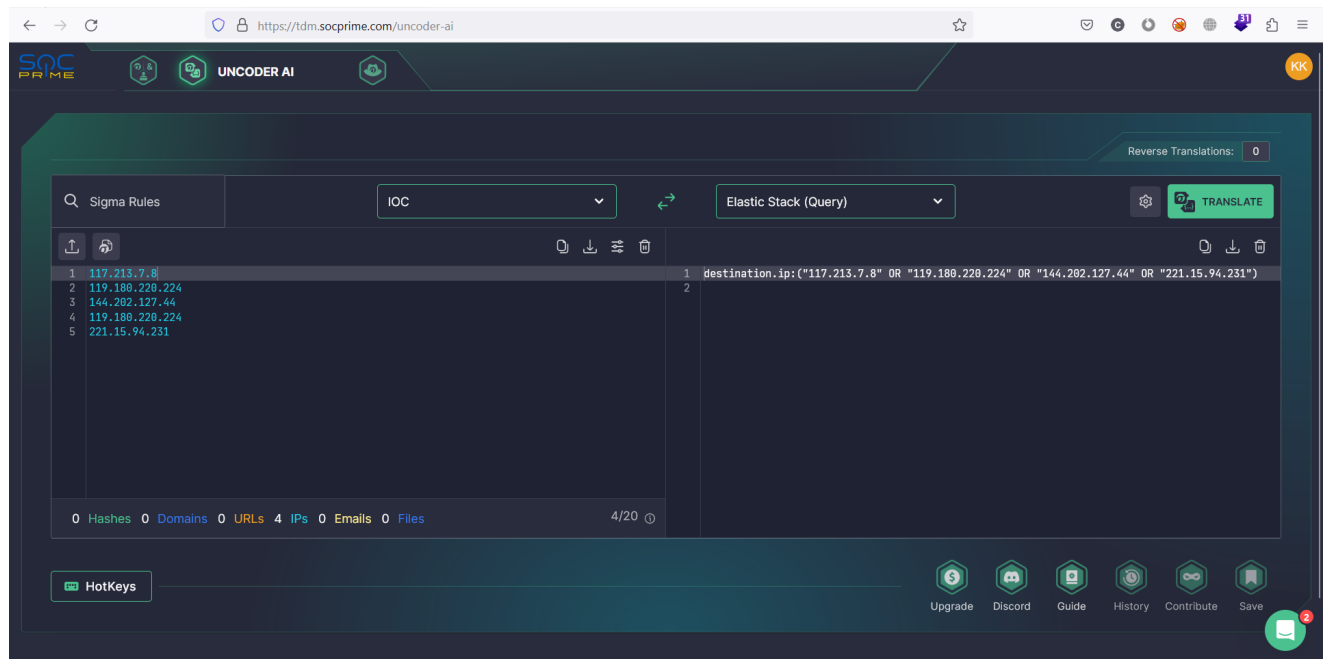 https://tdm.socprime.com/uncoder-ai
31
SOC
PRIME
UNCODER AI
KK
Reverse Translations: 0
Sigma Rules
IOC
Elastic Stack (Query)
TRANSLATE
1 117.213.7.8
2 119.180.220.224
3 144.202.127.44
4 119.180.220.224
5 221.15.94.231
1 destination.ip:("117.213.7.8" OR "119.180.220.224" OR "144.202.127.44" OR "221.15.94.231")
2
0 Hashes 0 Domains 0 URLs 4 IPs 0 Emails 0 Files
4/20
HotKeys
Upgrade Discord Guide History Contribute Save
2